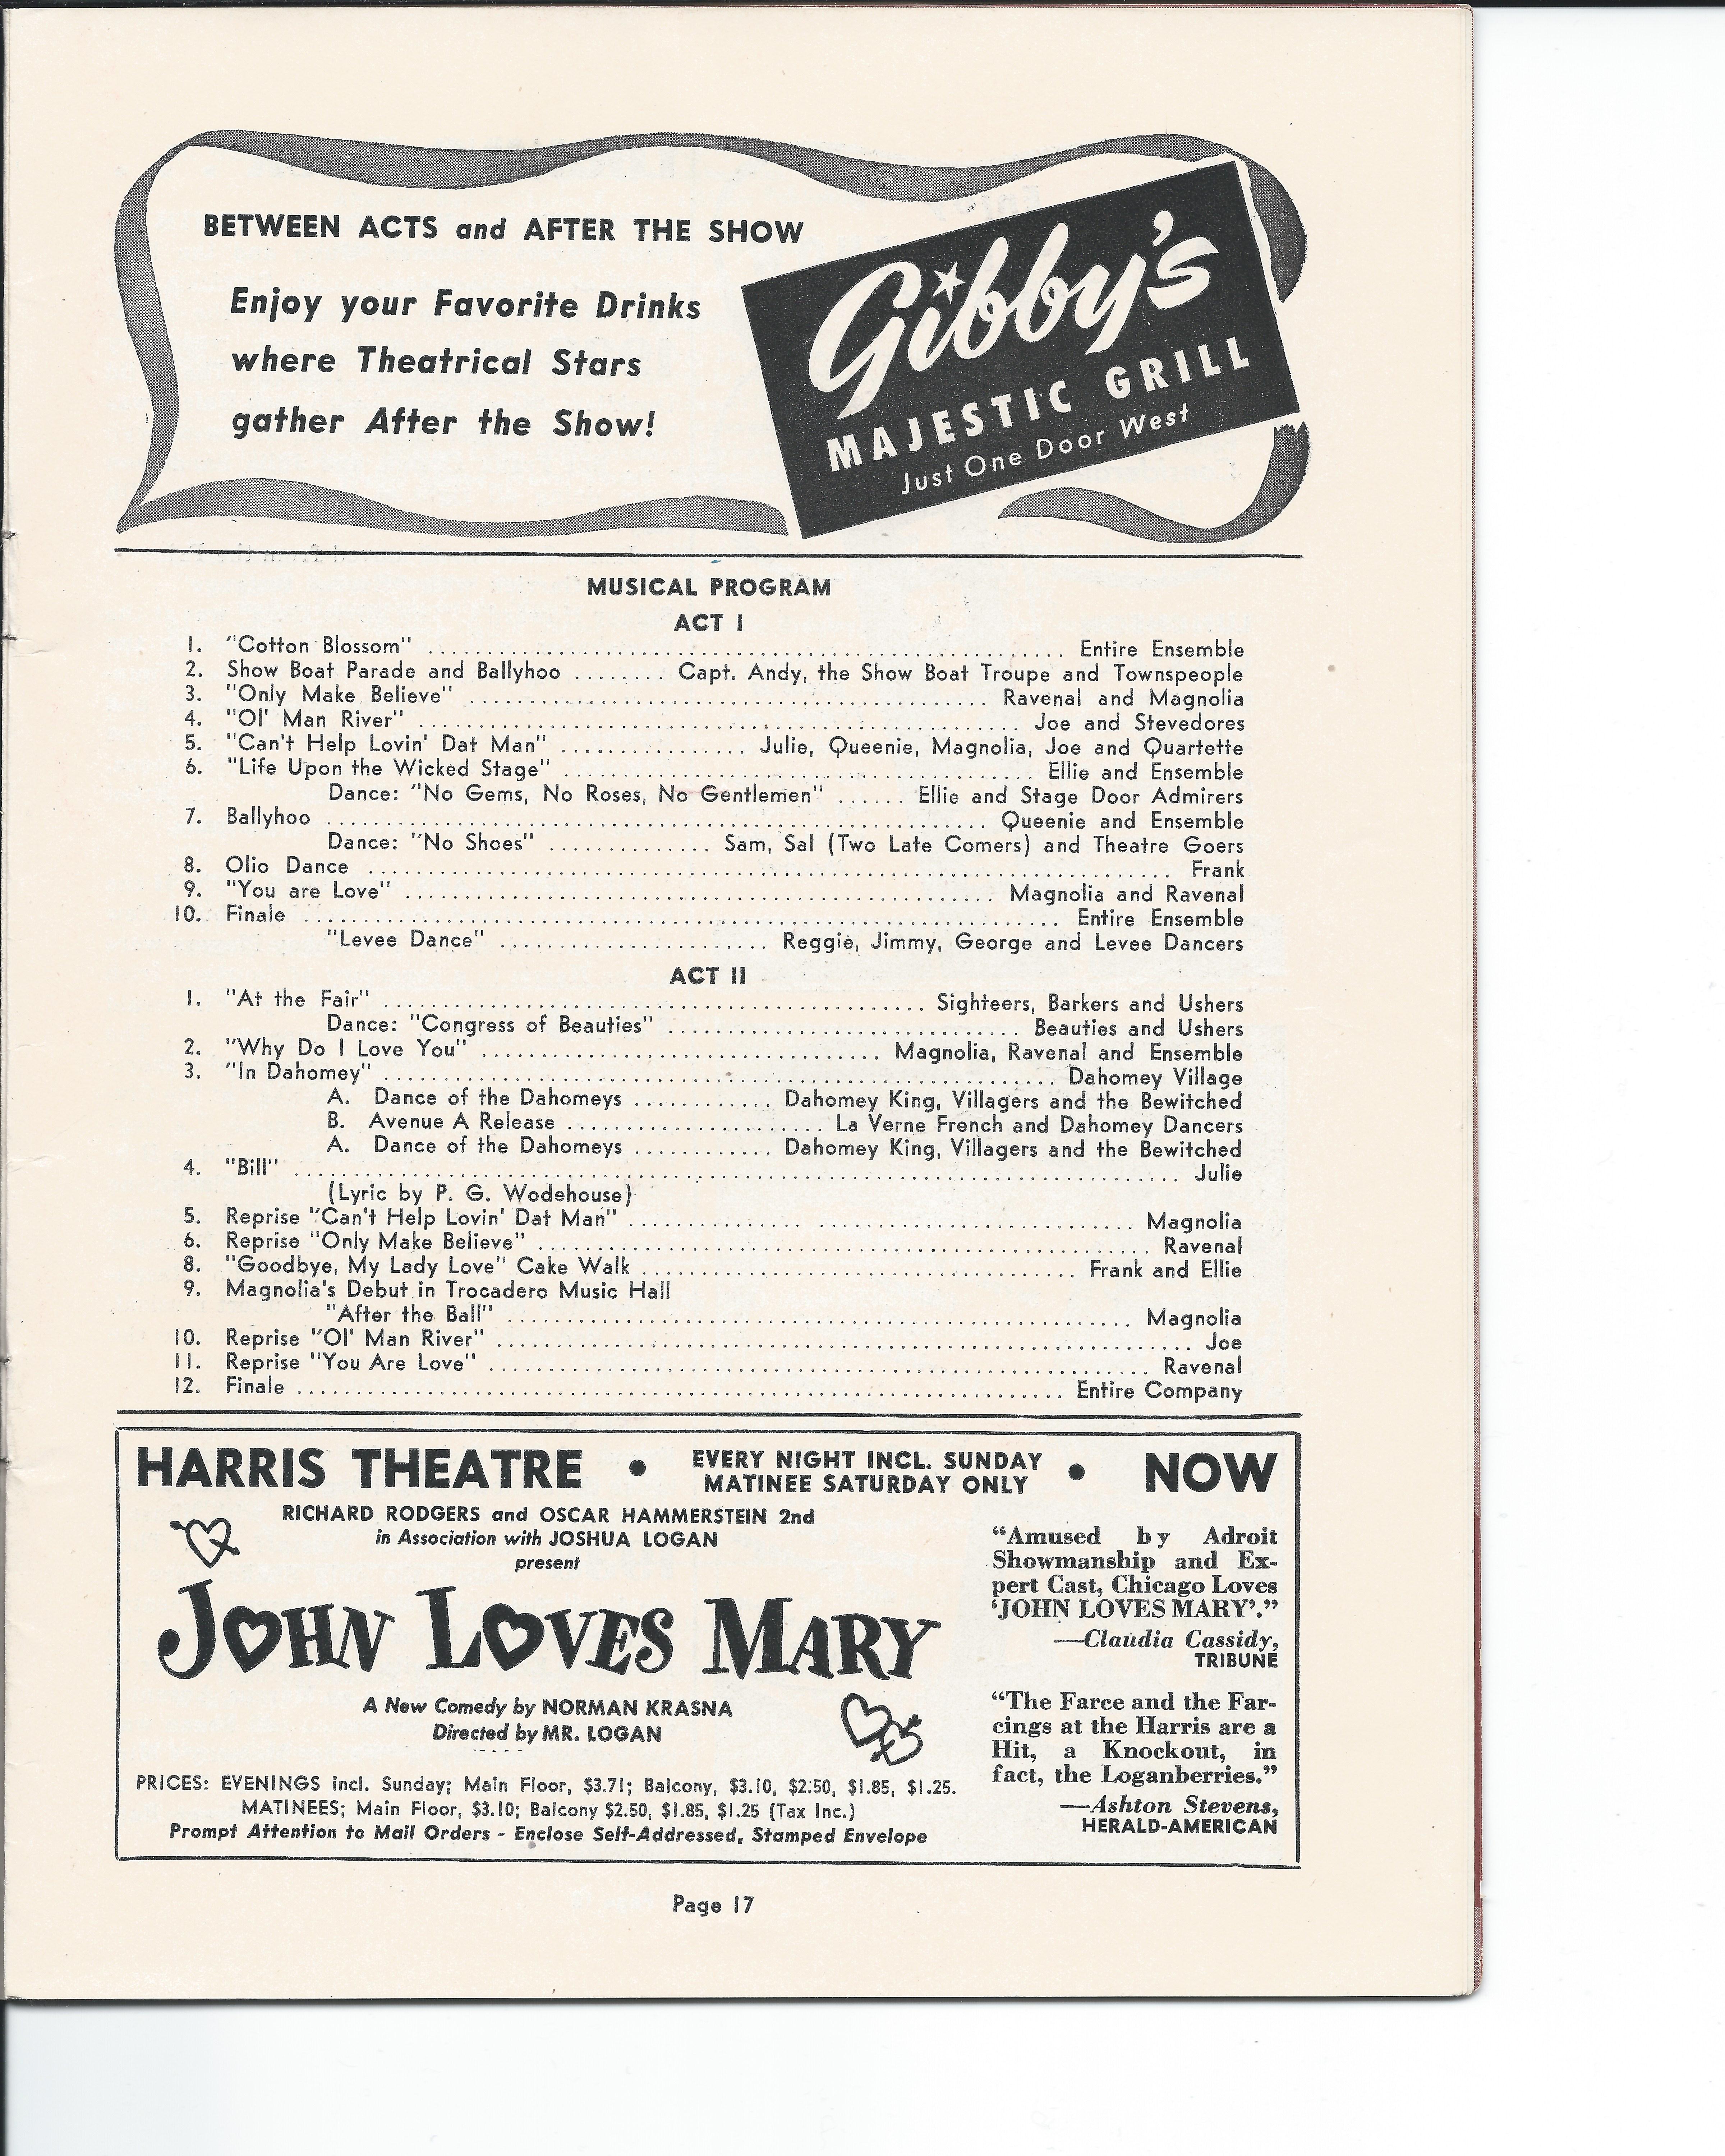 BETWEEN ACTS and AFTER THE SHOW
Enjoy your Favorite Drinks
where Theatrical Stars
gather After the Show!
Gibby's
MAJESTIC GRILL
Just One Door West
MUSICAL PROGRAM
ACT I
1. "Cotton Blossom" ........ Entire Ensemble
2. Show Boat Parade and Ballyhoo ........ Capt. Andy, the Show Boat Troupe and Townspeople
3. "Only Make Believe" ........ Ravenal and Magnolia
4. "Ol' Man River" ........ Joe and Stevedores
5. "Can't Help Lovin' Dat Man" ........ Julie, Queenie, Magnolia, Joe and Quartette
6. "Life Upon the Wicked Stage" ........ Ellie and Ensemble
Dance: "No Gems, No Roses, No Gentlemen" ...... Ellie and Stage Door Admirers
7. Ballyhoo ........ Queenie and Ensemble
Dance: "No Shoes" ........ Sam, Sal (Two Late Comers) and Theatre Goers
8. Olio Dance ........ Frank
9. "You are Love" ........ Magnolia and Ravenal
10. Finale ........ Entire Ensemble
"Levee Dance" ........ Reggie, Jimmy, George and Levee Dancers
ACT II
1. "At the Fair" ........ Sighteers, Barkers and Ushers
Dance: "Congress of Beauties" ........ Beauties and Ushers
2. "Why Do I Love You" ........ Magnolia, Ravenal and Ensemble
3. "In Dahomey" ........ Dahomey Village
A. Dance of the Dahomeys ........ Dahomey King, Villagers and the Bewitched
B. Avenue A Release ........ La Verne French and Dahomey Dancers
A. Dance of the Dahomeys ........ Dahomey King, Villagers and the Bewitched
4. "Bill" ........ Julie
(Lyric by P. G. Wodehouse)
5. Reprise "Can't Help Lovin' Dat Man" ........ Magnolia
6. Reprise "Only Make Believe" ........ Ravenal
8. "Goodbye, My Lady Love" Cake Walk ........ Frank and Ellie
9. Magnolia's Debut in Trocadero Music Hall
"After the Ball" ........ Magnolia
10. Reprise "Ol' Man River" ........ Joe
11. Reprise "You Are Love" ........ Ravenal
12. Finale ........ Entire Company
HARRIS THEATRE • EVERY NIGHT INCL. SUNDAY
MATINEE SATURDAY ONLY • NOW
RICHARD RODGERS and OSCAR HAMMERSTEIN 2nd
in Association with JOSHUA LOGAN
present
JOHN LOVES MARY
A New Comedy by NORMAN KRASNA
Directed by MR. LOGAN
PRICES: EVENINGS incl. Sunday; Main Floor, $3.71; Balcony, $3.10, $2.50, $1.85, $1.25.
MATINEES; Main Floor, $3.10; Balcony $2.50, $1.85, $1.25 (Tax Inc.)
Prompt Attention to Mail Orders - Enclose Self-Addressed, Stamped Envelope
"Amused by Adroit
Showmanship and Ex-
pert Cast, Chicago Loves
'JOHN LOVES MARY'."
—Claudia Cassidy,
TRIBUNE
"The Farce and the Far-
cings at the Harris are a
Hit, a Knockout, in
fact, the Loganberries."
—Ashton Stevens,
HERALD-AMERICAN
Page 17